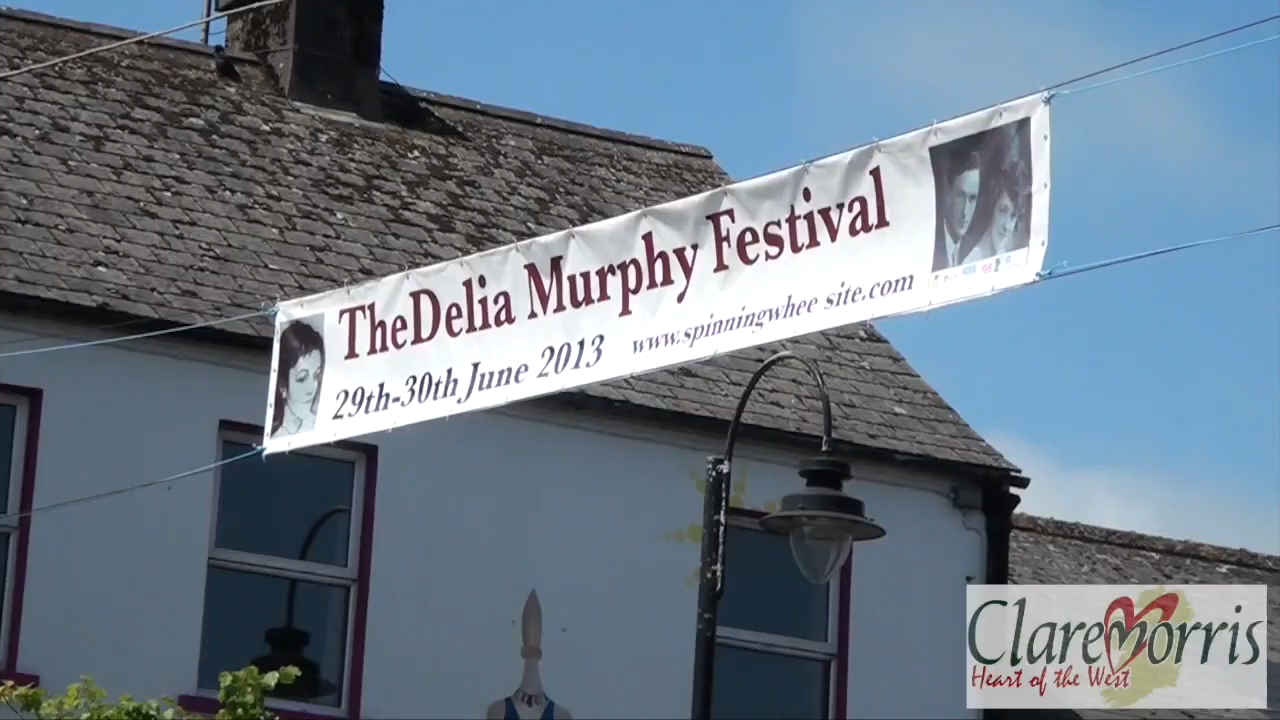 TheDelia Murphy Festival
29th-30th June 2013 www.spinningwhee site.com
Claremorris
Heart of the West